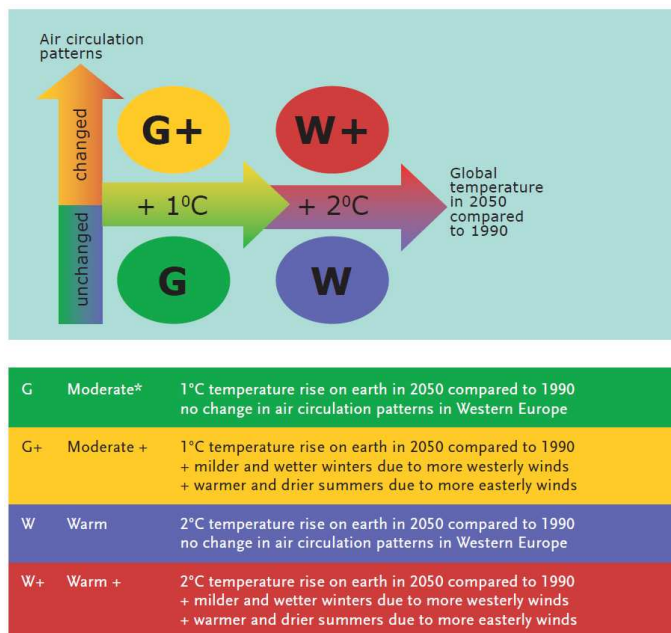 Air circulation
patterns
changed
unchanged
G+
W+
+ 1⁰C
+ 2⁰C
G
W
Global
temperature
in 2050
compared
to 1990
G Moderate* 1°C temperature rise on earth in 2050 compared to 1990
no change in air circulation patterns in Western Europe
G+ Moderate + 1°C temperature rise on earth in 2050 compared to 1990
+ milder and wetter winters due to more westerly winds
+ warmer and drier summers due to more easterly winds
W Warm 2°C temperature rise on earth in 2050 compared to 1990
no change in air circulation patterns in Western Europe
W+ Warm + 2°C temperature rise on earth in 2050 compared to 1990
+ milder and wetter winters due to more westerly winds
+ warmer and drier summers due to more easterly winds